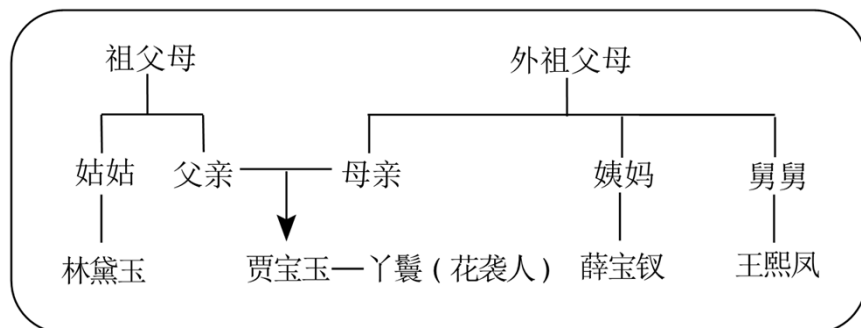 祖父母 外祖父母
姑姑 父亲 母亲 姨妈 舅舅
林黛玉 贾宝玉—丫鬟（花袭人） 薛宝钗 王熙凤